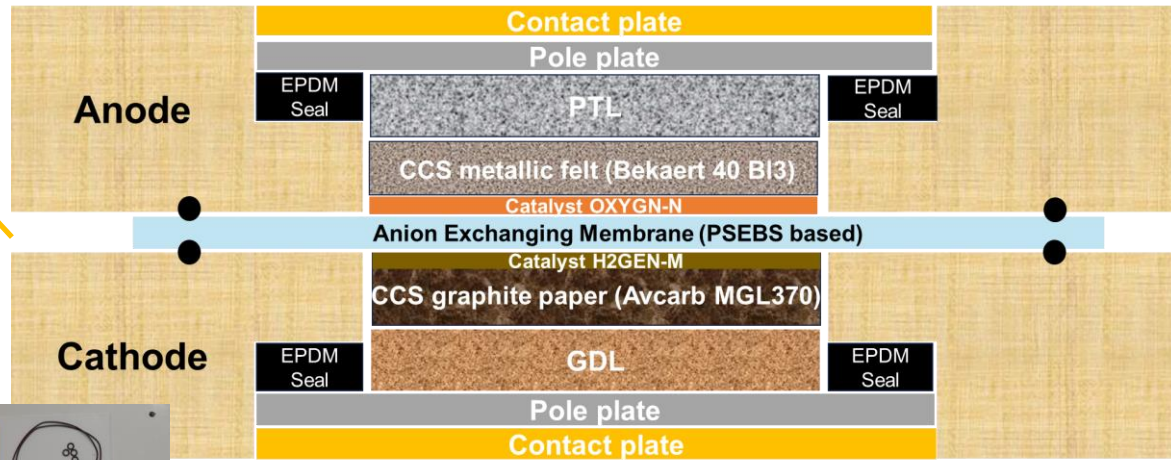 Contact plate
Pole plate
EPDM
Seal
EPDM
Seal
Anode
PTL
CCS metallic felt (Bekaert 40 BI3)
Catalyst OXYGN-N
Anion Exchanging Membrane (PSEBS based)
Catalyst H2GEN-M
CCS graphite paper (Avcarb MGL370)
Cathode
EPDM
Seal
GDL
EPDM
Seal
Pole plate
Contact plate